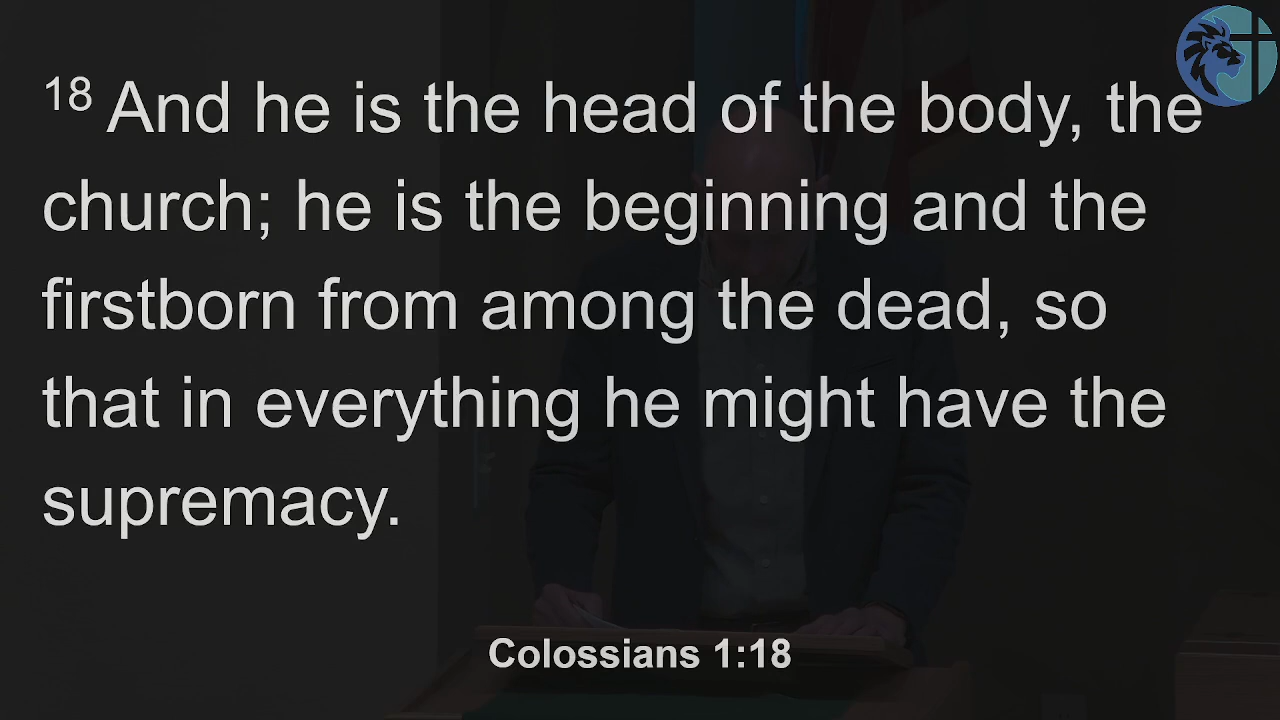 18 And he is the head of the body, the
church; he is the beginning and the
firstborn from among the dead, so
that in everything he might have the
supremacy.
Colossians 1:18